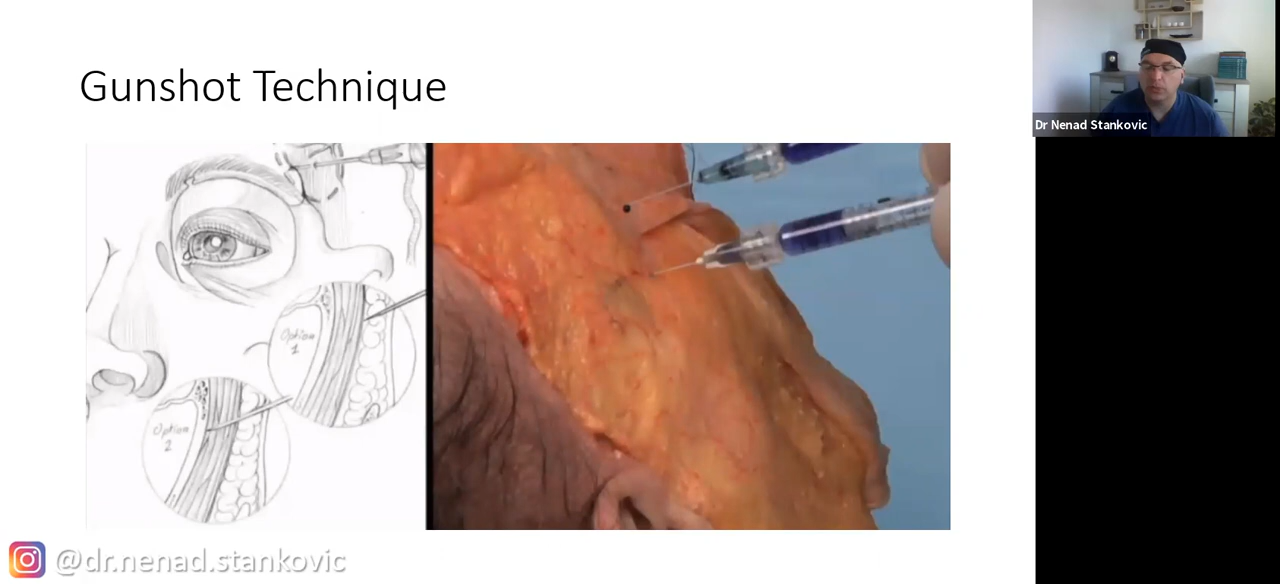 Gunshot Technique
Dr Nenad Stankovic
Option
1
Option
2
@dr.nenad.stankovic